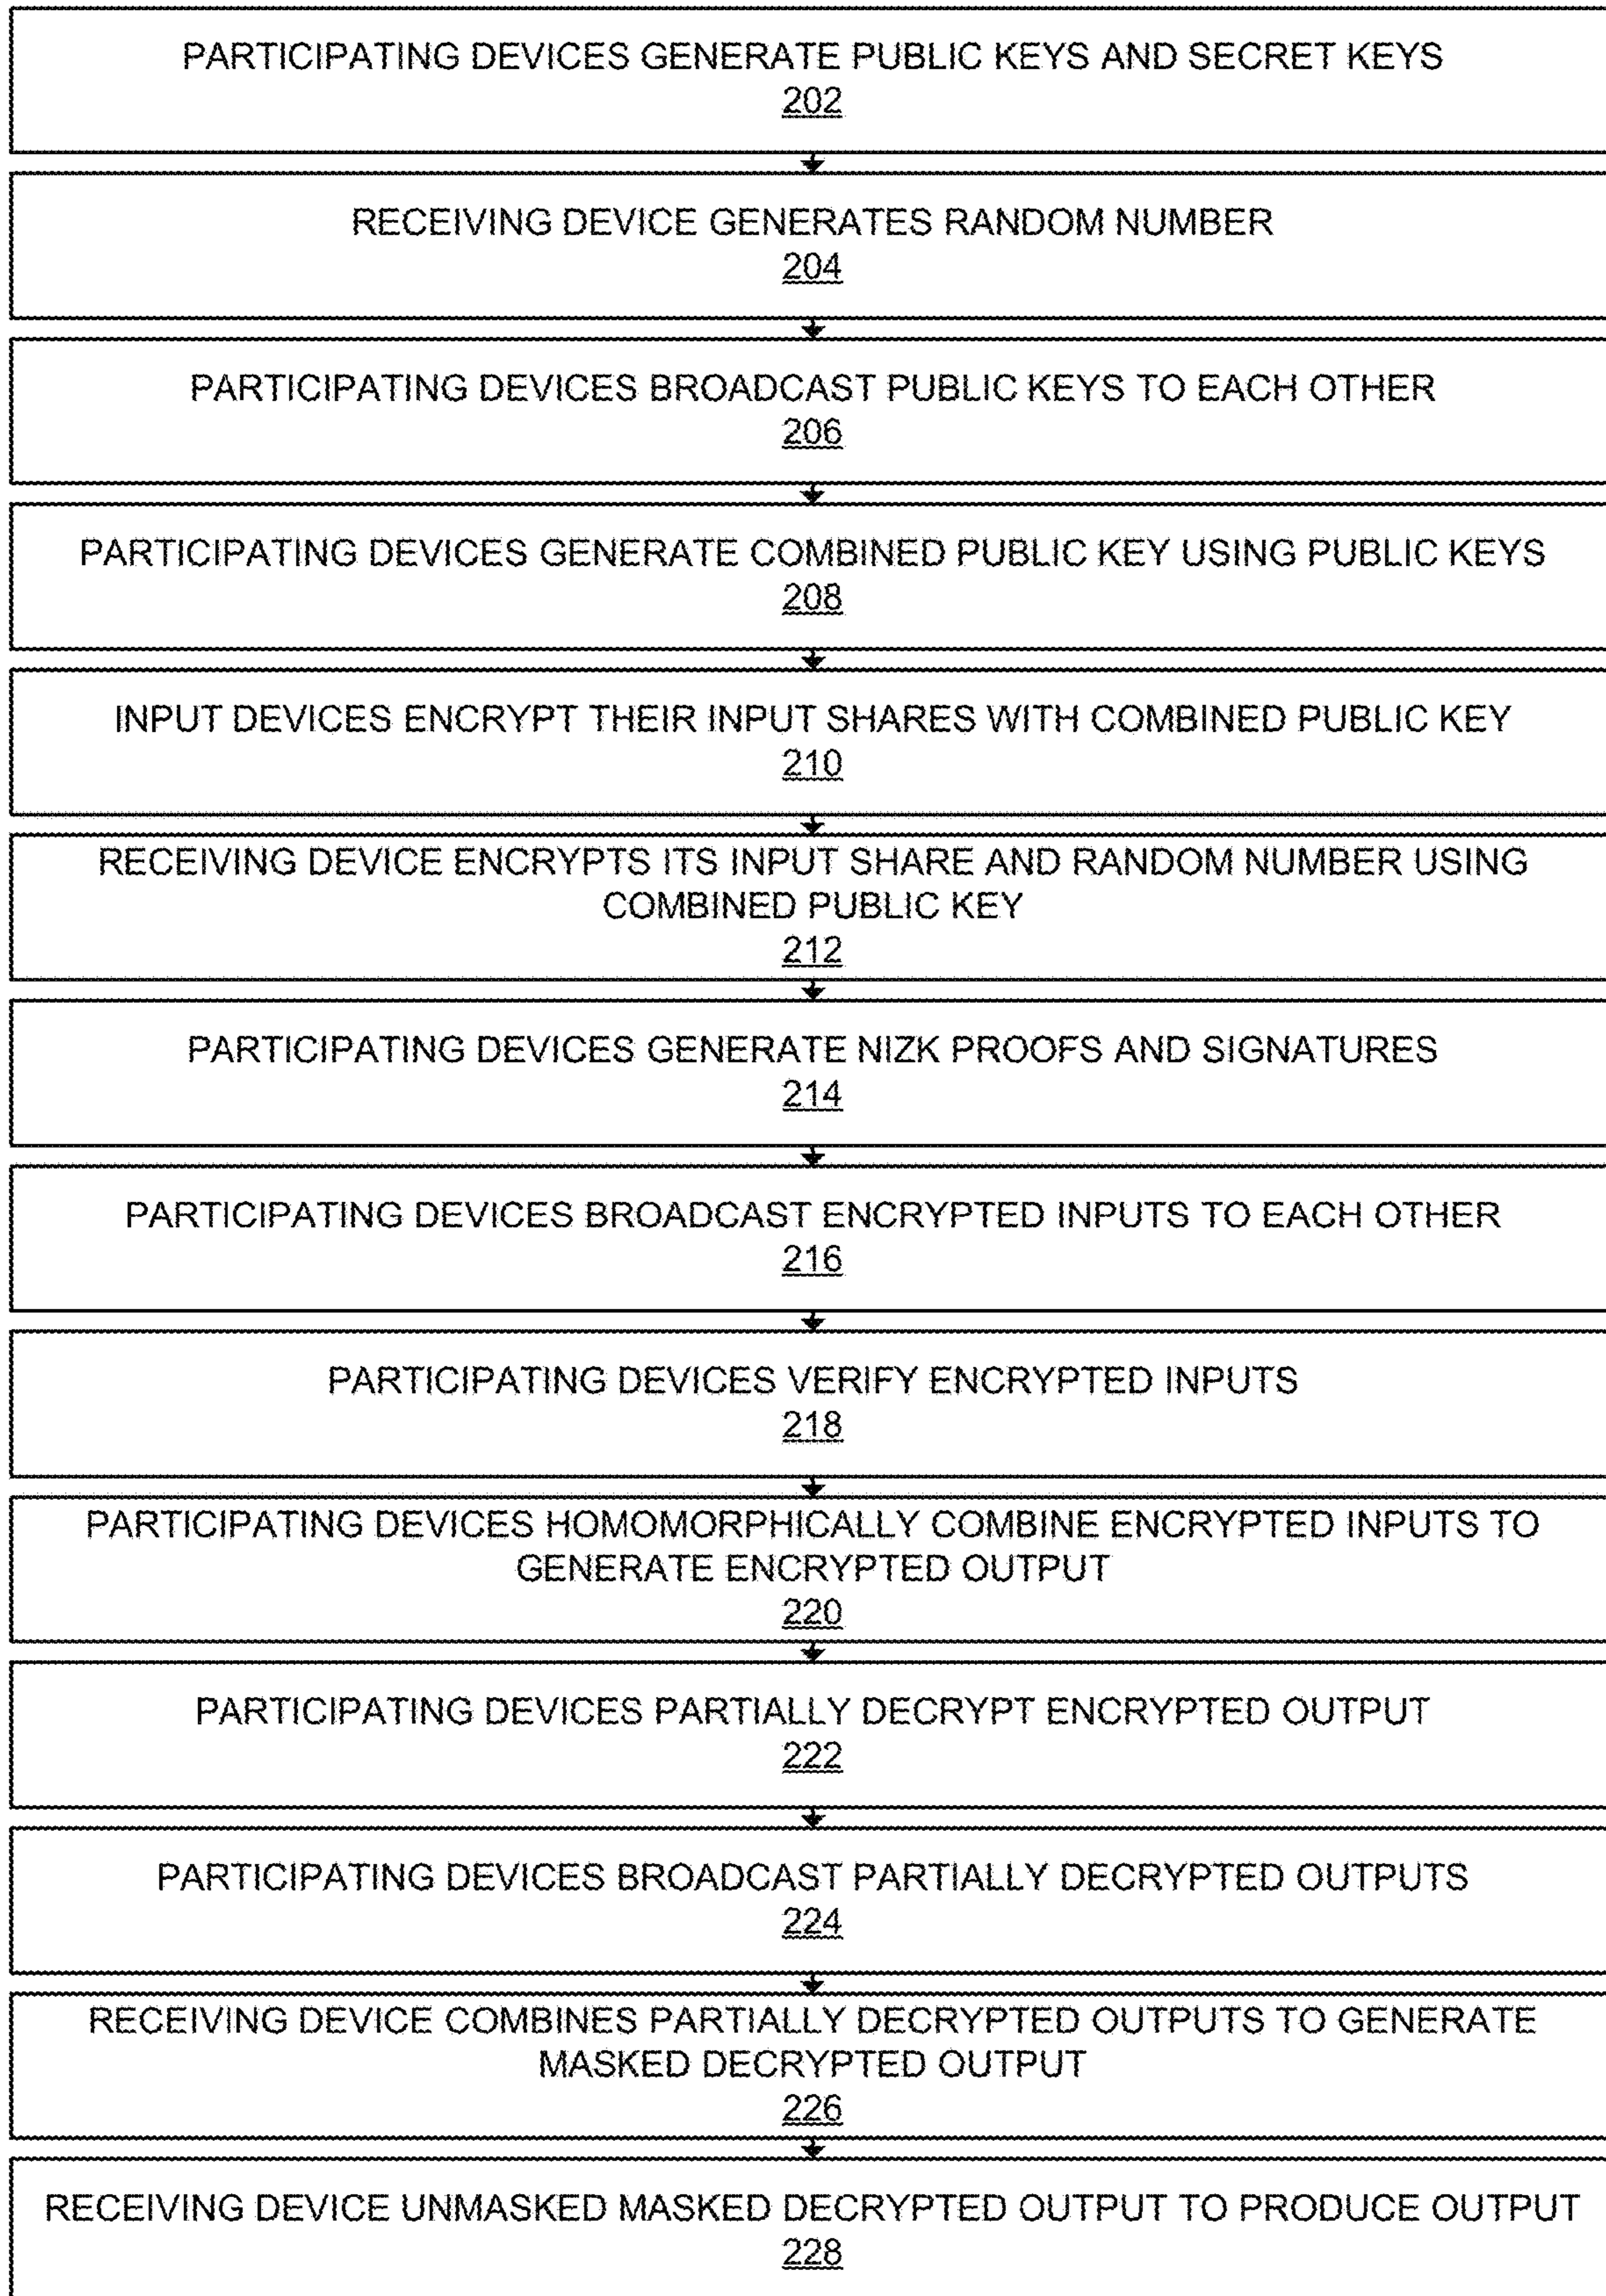 PARTICIPATING DEVICES GENERATE PUBLIC KEYS AND SECRET KEYS
202
RECEIVING DEVICE GENERATES RANDOM NUMBER
204
PARTICIPATING DEVICES BROADCAST PUBLIC KEYS TO EACH OTHER
206
PARTICIPATING DEVICES GENERATE COMBINED PUBLIC KEY USING PUBLIC KEYS
208
INPUT DEVICES ENCRYPT THEIR INPUT SHARES WITH COMBINED PUBLIC KEY
210
RECEIVING DEVICE ENCRYPTS ITS INPUT SHARE AND RANDOM NUMBER USING
COMBINED PUBLIC KEY
212
PARTICIPATING DEVICES GENERATE NIZK PROOFS AND SIGNATURES
214
PARTICIPATING DEVICES BROADCAST ENCRYPTED INPUTS TO EACH OTHER
216
PARTICIPATING DEVICES VERIFY ENCRYPTED INPUTS
218
PARTICIPATING DEVICES HOMOMORPHICALLY COMBINE ENCRYPTED INPUTS TO
GENERATE ENCRYPTED OUTPUT
220
PARTICIPATING DEVICES PARTIALLY DECRYPT ENCRYPTED OUTPUT
222
PARTICIPATING DEVICES BROADCAST PARTIALLY DECRYPTED OUTPUTS
224
RECEIVING DEVICE COMBINES PARTIALLY DECRYPTED OUTPUTS TO GENERATE
MASKED DECRYPTED OUTPUT
226
RECEIVING DEVICE UNMASKED MASKED DECRYPTED OUTPUT TO PRODUCE OUTPUT
228